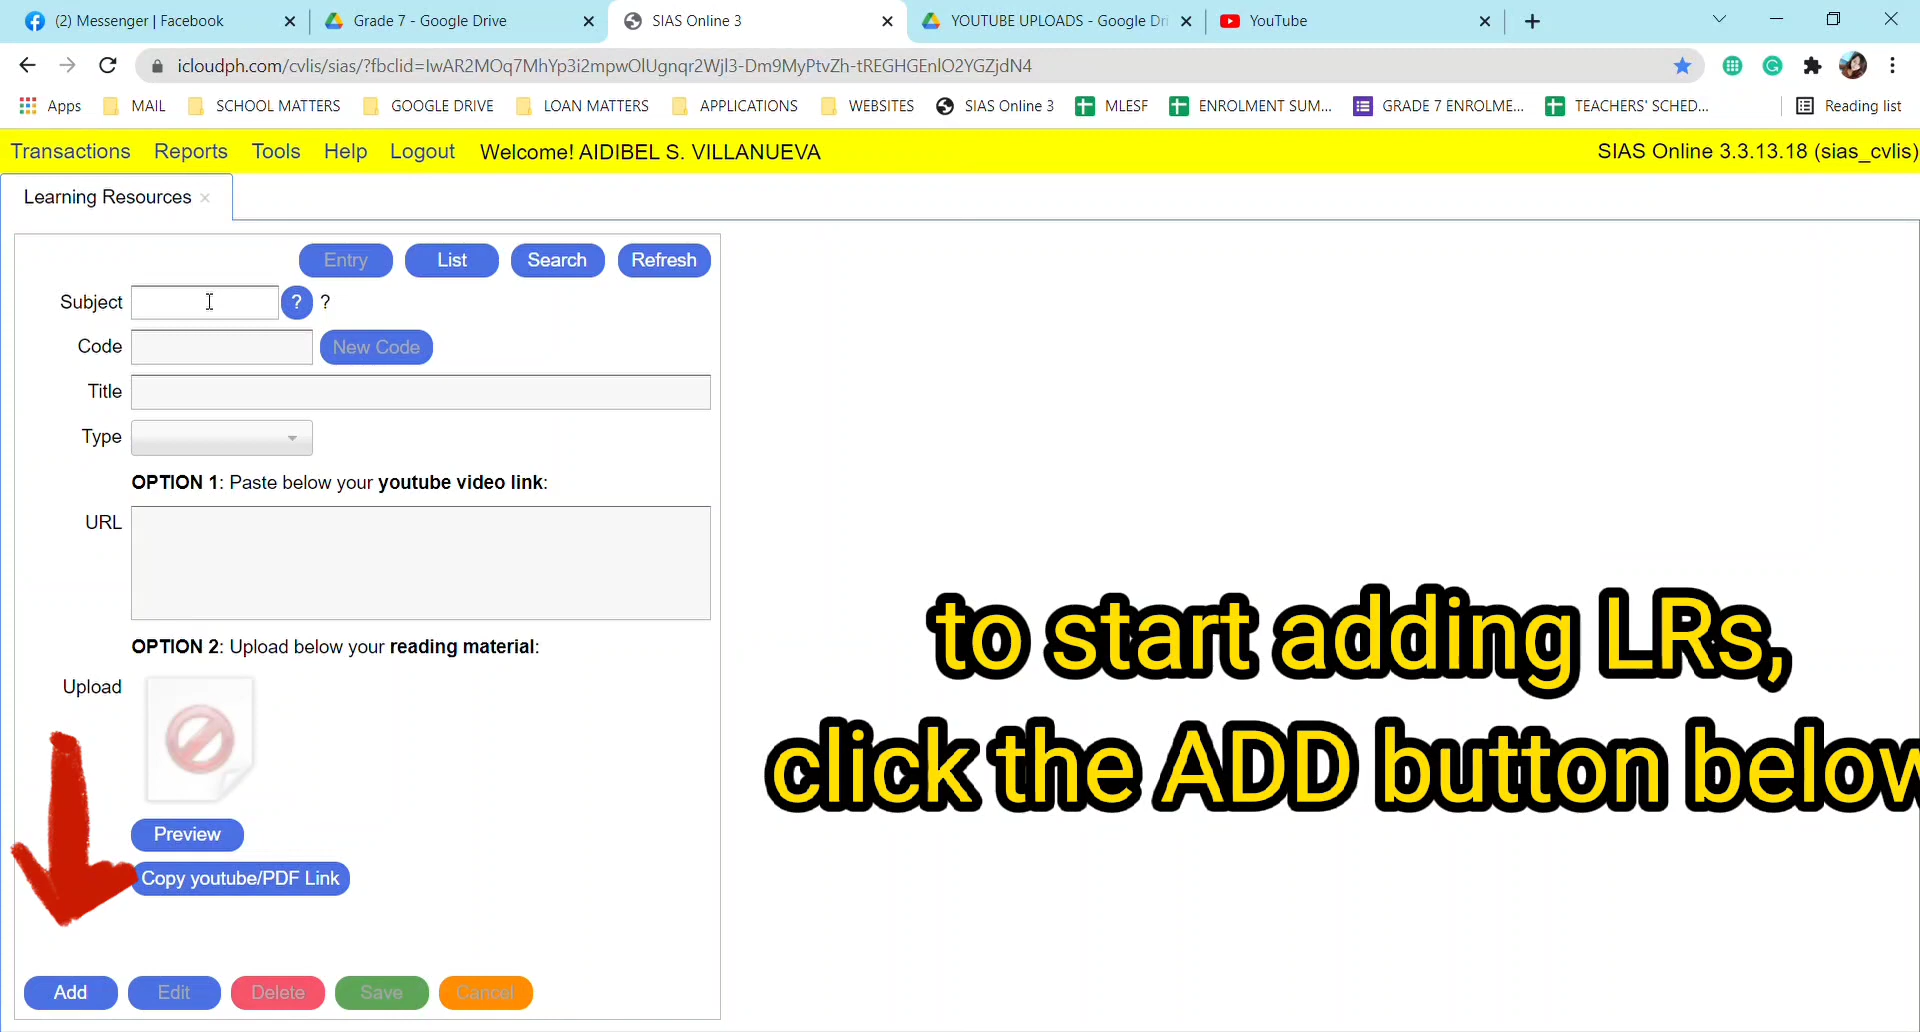 (2) Messenger | Facebook
Grade 7 - Google Drive
SIAS Online 3
YOUTUBE UPLOADS - Google Dri
YouTube
icloudph.com/cvlis/sias/?fbclid=IwAR2MOq7MhYp3i2mpwOlUgnqr2Wjl3-Dm9MyPtvZh-tREGHGEnlO2YGZjdN4
Apps
MAIL
SCHOOL MATTERS
GOOGLE DRIVE
LOAN MATTERS
APPLICATIONS
WEBSITES
SIAS Online 3
MLESF
ENROLMENT SUM...
GRADE 7 ENROLME...
TEACHERS' SCHED...
Reading list
Transactions Reports Tools Help Logout Welcome! AIDIBEL S. VILLANUEVA
SIAS Online 3.3.13.18 (sias_cvlis)
Learning Resources
Entry List Search Refresh
Subject ? ?
Code New Code
Title
Type
OPTION 1: Paste below your youtube video link:
URL
OPTION 2: Upload below your reading material:
Upload
Preview
Copy youtube/PDF Link
Add Edit Delete Save Cancel
to start adding LRs,
click the ADD button below